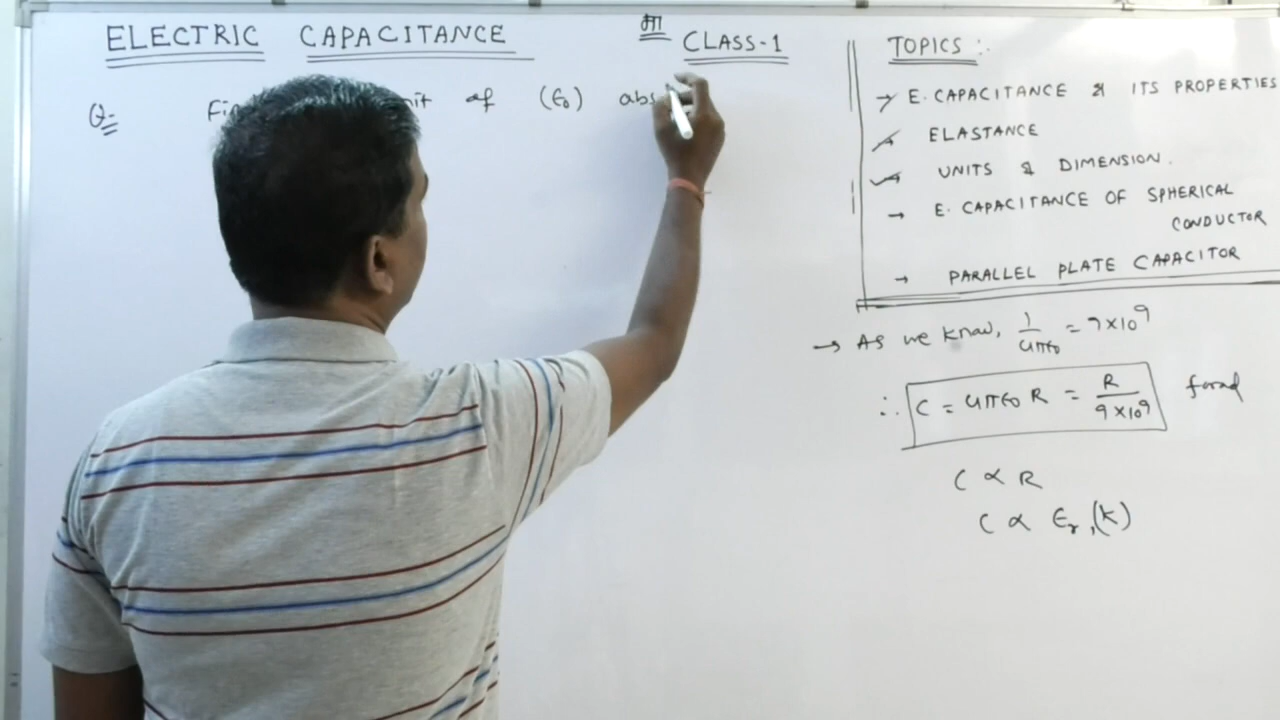 ELECTRIC CAPACITANCE
मा
CLASS-1
Q:- of (ε₀)
TOPICS :-
→ E. CAPACITANCE & ITS PROPERTIES
→ ELASTANCE
→ UNITS & DIMENSION.
→ E. CAPACITANCE OF SPHERICAL
CONDUCTOR
→ PARALLEL PLATE CAPACITOR
→ As we know, 1/4πε₀ = 9×10⁹
∴ C = 4πε₀ R = R/9×10⁹ farad
C ∝ R
C ∝ εᵣ,(K)